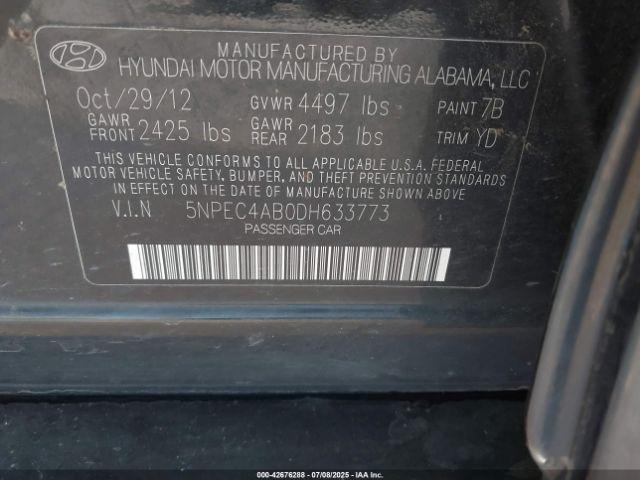 MANUFACTURED BY
HYUNDAI MOTOR MANUFACTURING ALABAMA, LLC
Oct/29/12 GVWR 4497 lbs PAINT 7B
GAWR FRONT 2425 lbs GAWR REAR 2183 lbs TRIM YD
THIS VEHICLE CONFORMS TO ALL APPLICABLE U.S.A. FEDERAL
MOTOR VEHICLE SAFETY, BUMPER, AND THEFT PREVENTION STANDARDS
IN EFFECT ON THE DATE OF MANUFACTURE SHOWN ABOVE.
V.I.N 5NPEC4AB0DH633773
PASSENGER CAR
000-42676288 - 07/08/2025 - IAA Inc.